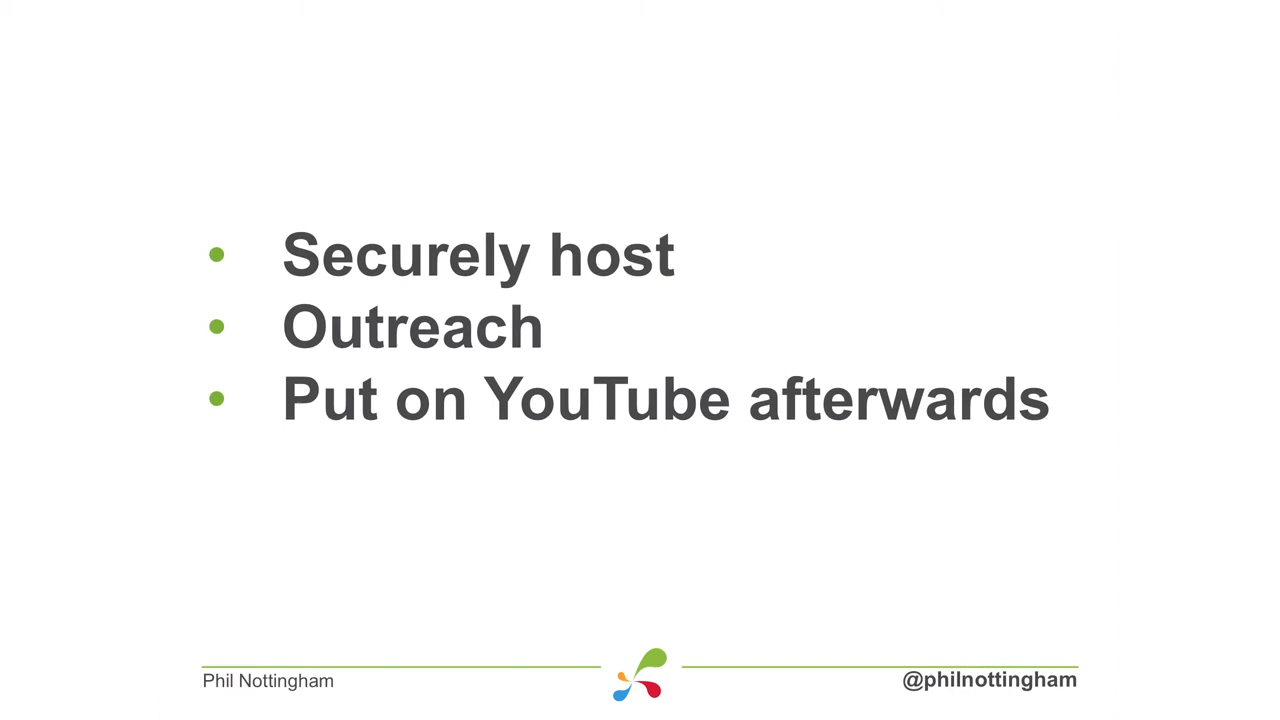 • Securely host
• Outreach
• Put on YouTube afterwards
Phil Nottingham
@philnottingham